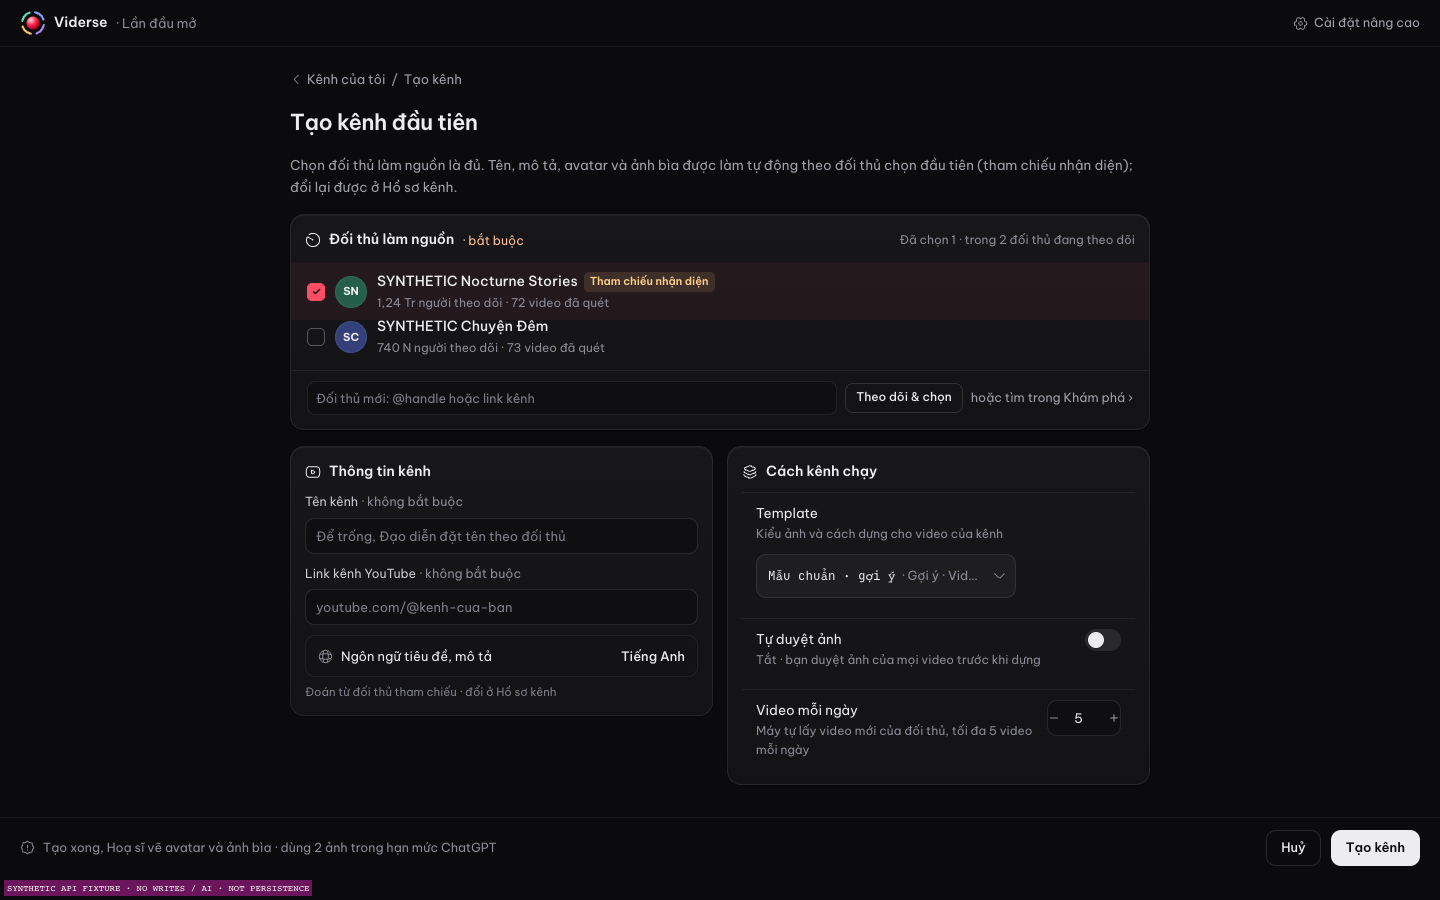 Viderse · Lần đầu mở
Cài đặt nâng cao
Kênh của tôi / Tạo kênh
Tạo kênh đầu tiên
Chọn đối thủ làm nguồn là đủ. Tên, mô tả, avatar và ảnh bìa được làm tự động theo đối thủ chọn đầu tiên (tham chiếu nhận diện);
đổi lại được ở Hồ sơ kênh.
Đối thủ làm nguồn · bắt buộc
Đã chọn 1 · trong 2 đối thủ đang theo dõi
SN
SYNTHETIC Nocturne Stories Tham chiếu nhận diện
1,24 Tr người theo dõi · 72 video đã quét
SC
SYNTHETIC Chuyện Đêm
740 N người theo dõi · 73 video đã quét
Đối thủ mới: @handle hoặc link kênh
Theo dõi & chọn
hoặc tìm trong Khám phá ›
Thông tin kênh
Tên kênh · không bắt buộc
Để trống, Đạo diễn đặt tên theo đối thủ
Link kênh YouTube · không bắt buộc
youtube.com/@kenh-cua-ban
Ngôn ngữ tiêu đề, mô tả
Tiếng Anh
Đoán từ đối thủ tham chiếu · đổi ở Hồ sơ kênh
Cách kênh chạy
Template
Kiểu ảnh và cách dựng cho video của kênh
Mẫu chuẩn · gợi ý · Gợi ý · Vid...
Tự duyệt ảnh
Tắt · bạn duyệt ảnh của mọi video trước khi dựng
Video mỗi ngày
Máy tự lấy video mới của đối thủ, tối đa 5 video
mỗi ngày
− 5 +
Tạo xong, Hoạ sĩ vẽ avatar và ảnh bìa · dùng 2 ảnh trong hạn mức ChatGPT
Huỷ
Tạo kênh
SYNTHETIC API FIXTURE · NO WRITES / AI · NOT PERSISTENCE